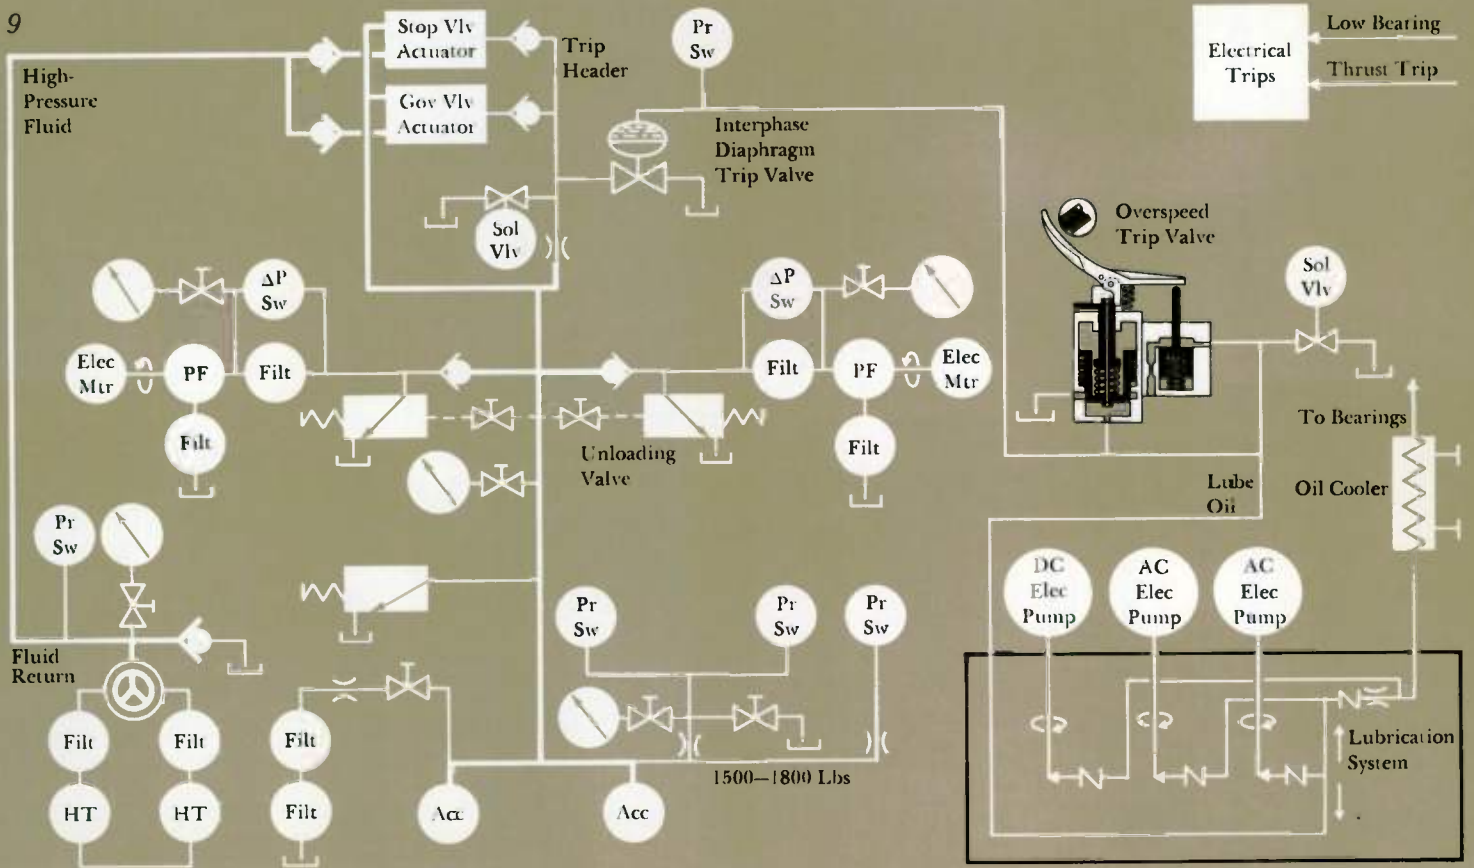 9
Stop Vlv
Actuator
Gov Vlv
Actuator
Trip
Header
High-
Pressure
Fluid
Pr
Sw
Interphase
Diaphragm
Trip Valve
Electrical
Trips
Low Bearing
Thrust Trip
Sol
Vlv
Overspeed
Trip Valve
Sol
Vlv
ΔP
Sw
Elec
Mtr
PF
Filt
Filt
ΔP
Sw
Filt
PF
Elec
Mtr
Filt
Unloading
Valve
To Bearings
Oil Cooler
Lube
Oil
Pr
Sw
Fluid
Return
Filt
Filt
HT
HT
Filt
Filt
Acc
Acc
Pr
Sw
Pr
Sw
Pr
Sw
1500—1800 Lbs
DC
Elec
Pump
AC
Elec
Pump
AC
Elec
Pump
Lubrication
System